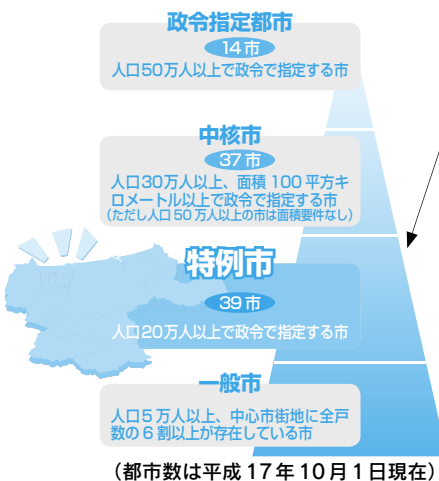 政令指定都市
14市
人口50万人以上で政令で指定する市
中核市
37市
人口30万人以上、面積100平方キ
ロメートル以上で政令で指定する市
(ただし人口50万人以上の市は面積要件なし)
特例市
39市
人口20万人以上で政令で指定する市
一般市
人口5万人以上、中心市街地に全戸
数の6割以上が存在している市
(都市数は平成17年10月1日現在)